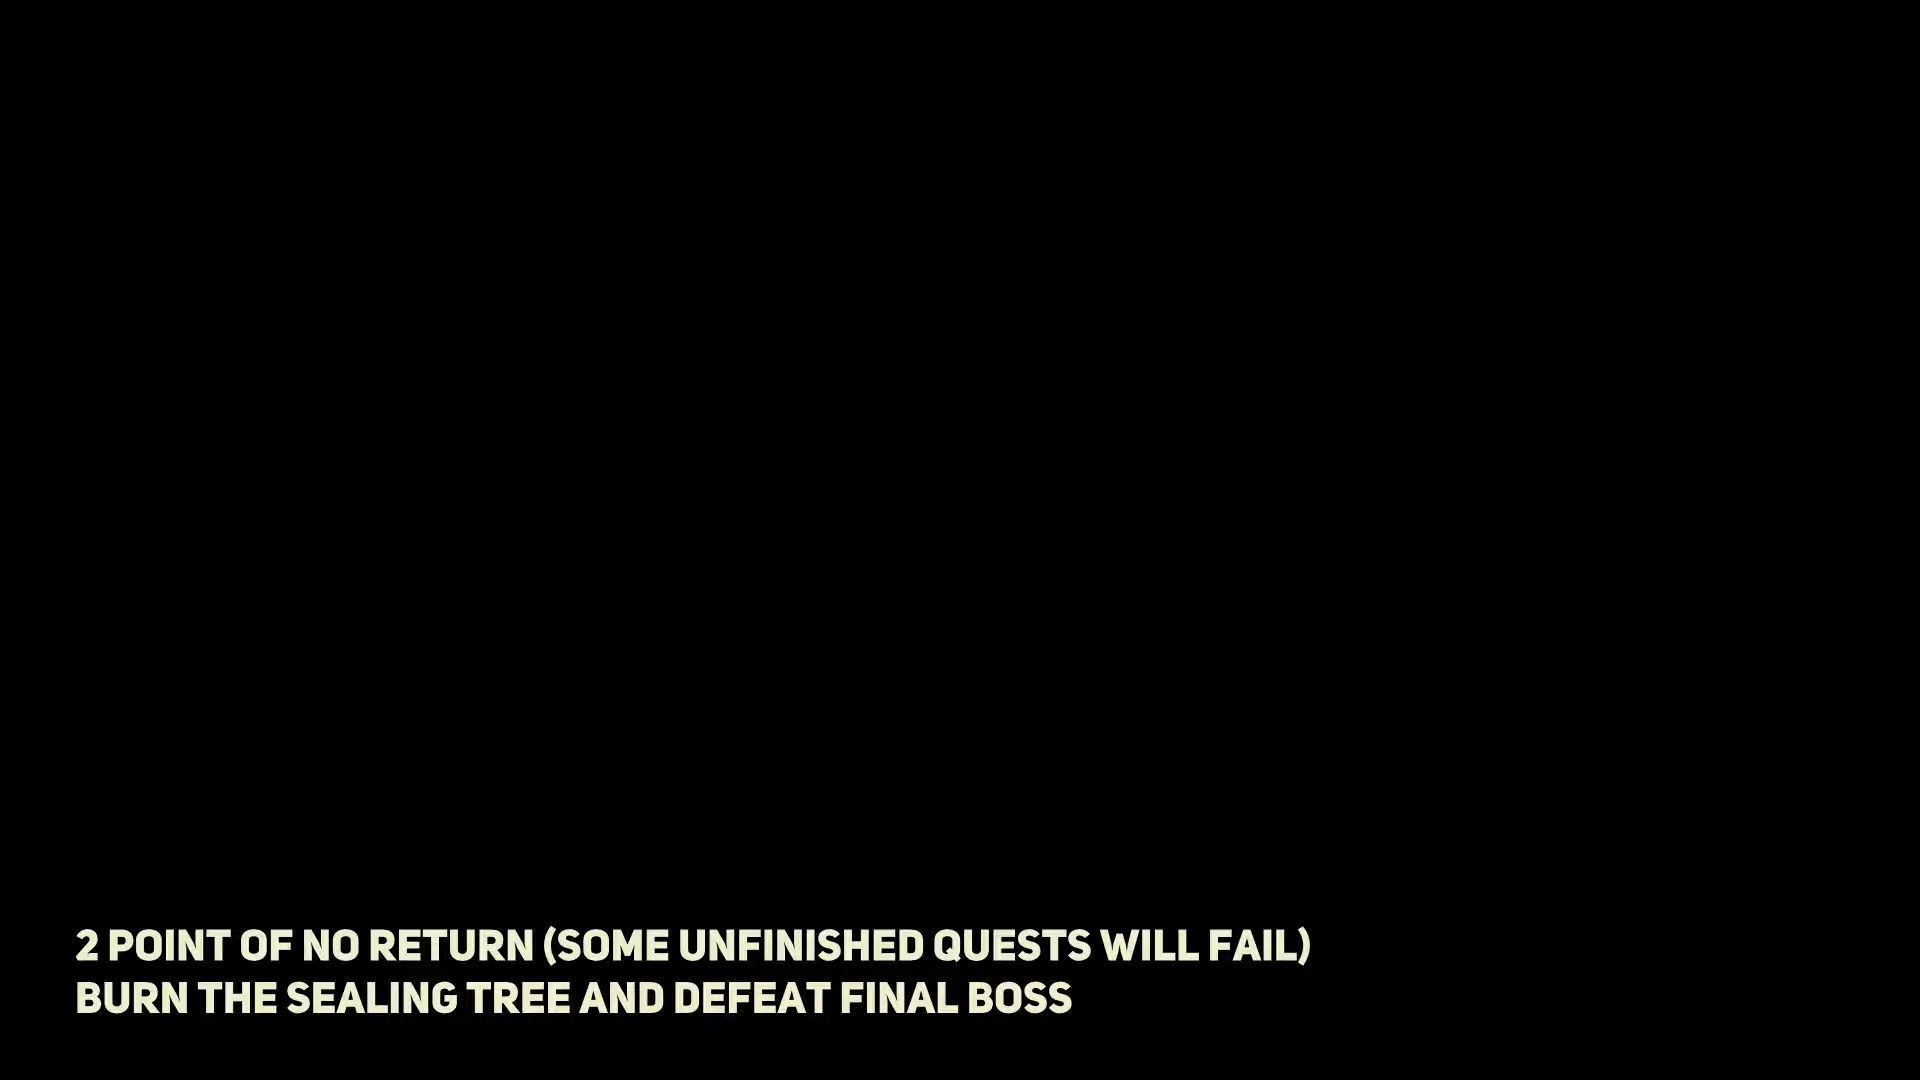 2 POINT OF NO RETURN (SOME UNFINISHED QUESTS WILL FAIL)
BURN THE SEALING TREE AND DEFEAT FINAL BOSS